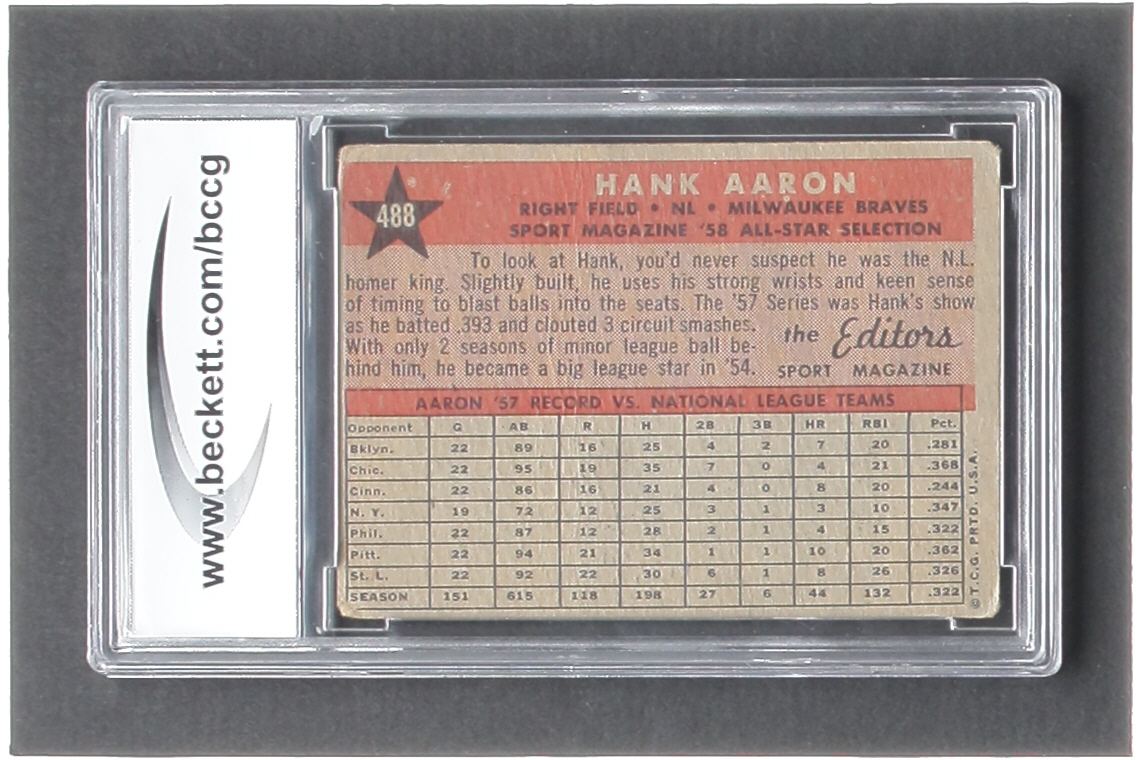 www.beckett.com/bccg
488
HANK AARON
RIGHT FIELD • NL • MILWAUKEE BRAVES
SPORT MAGAZINE '58 ALL-STAR SELECTION
To look at Hank, you'd never suspect he was the N.L.
homer king. Slightly built, he uses his strong wrists and keen sense
of timing to blast balls into the seats. The '57 Series was Hank's show
as he batted .393 and clouted 3 circuit smashes.
With only 2 seasons of minor league ball be-
hind him, he became a big league star in '54.
the Editors
SPORT MAGAZINE
AARON '57 RECORD VS. NATIONAL LEAGUE TEAMS
Opponent G AB R H 2B 3B HR RBI Pct.
Bklyn. 22 89 16 25 4 2 7 20 .281
Chic. 22 95 19 35 7 0 4 21 .368
Cinn. 22 86 16 21 4 0 8 20 .244
N. Y. 19 72 12 25 3 1 3 10 .347
Phil. 22 87 12 28 2 1 4 15 .322
Pitt. 22 94 21 34 1 1 10 20 .362
St. L. 22 92 22 30 6 1 8 26 .326
SEASON 151 615 118 198 27 6 44 132 .322
© T.C.G. PRTD. U.S.A.